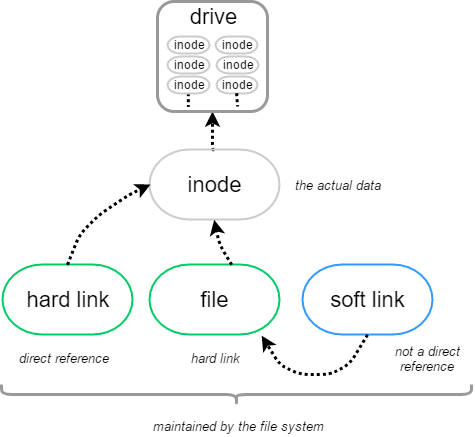 drive
inode inode
inode inode
inode inode
inode
the actual data
hard link
file
soft link
direct reference
hard link
not a direct
reference
maintained by the file system